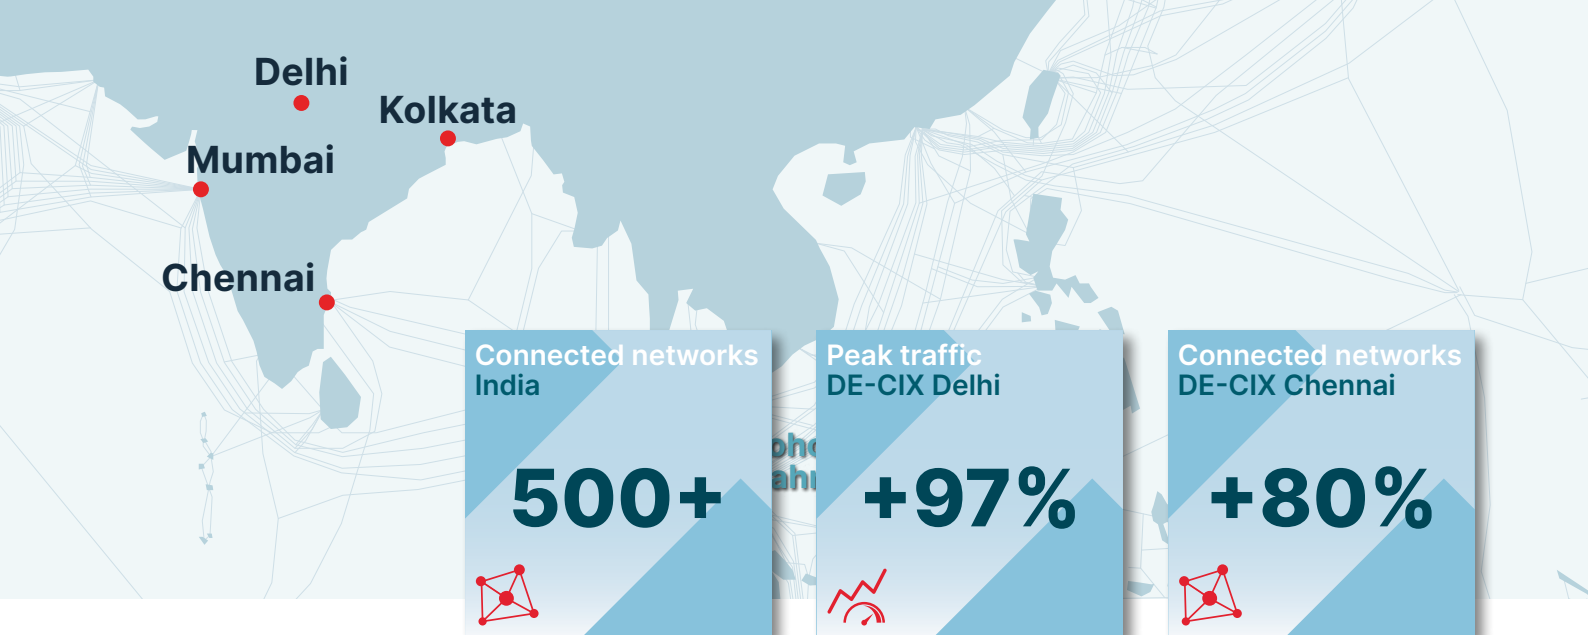 Delhi
Kolkata
Mumbai
Chennai
Connected networks
India
500+
Peak traffic
DE-CIX Delhi
+97%
Connected networks
DE-CIX Chennai
+80%